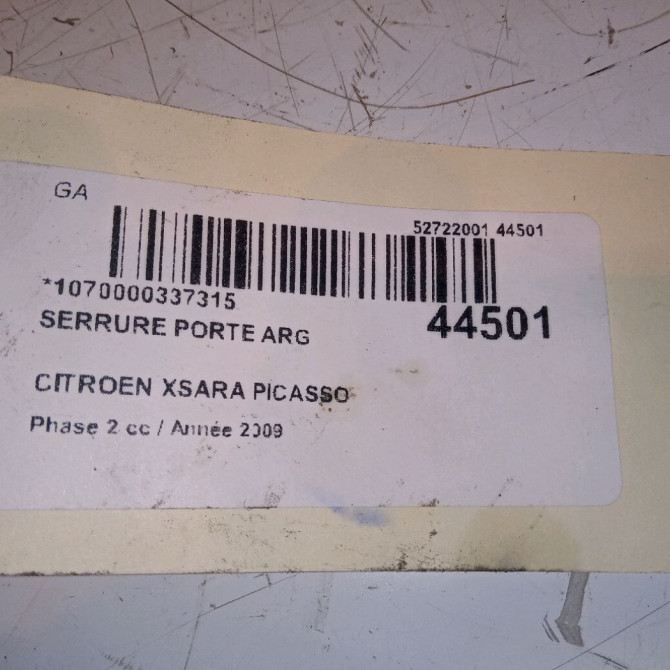 GA
52722001 44501
*1070000337315
44501
SERRURE PORTE ARG
CITROEN XSARA PICASSO
Phase 2 cc / Année 2009